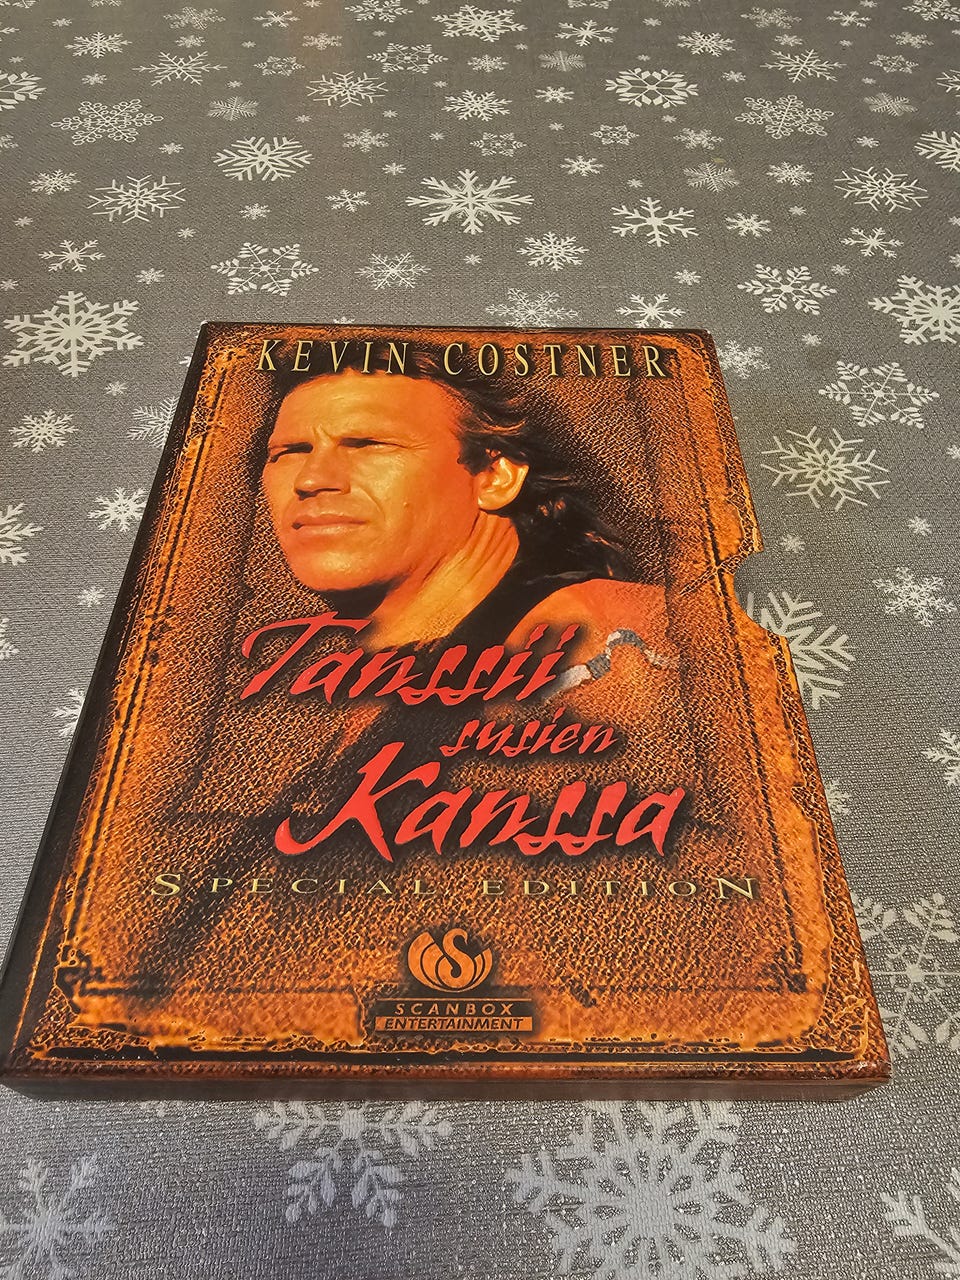 KEVIN COSTNER
Tanssii
susien
Kanssa
SPECIAL EDITION
S
SCANBOX
ENTERTAINMENT